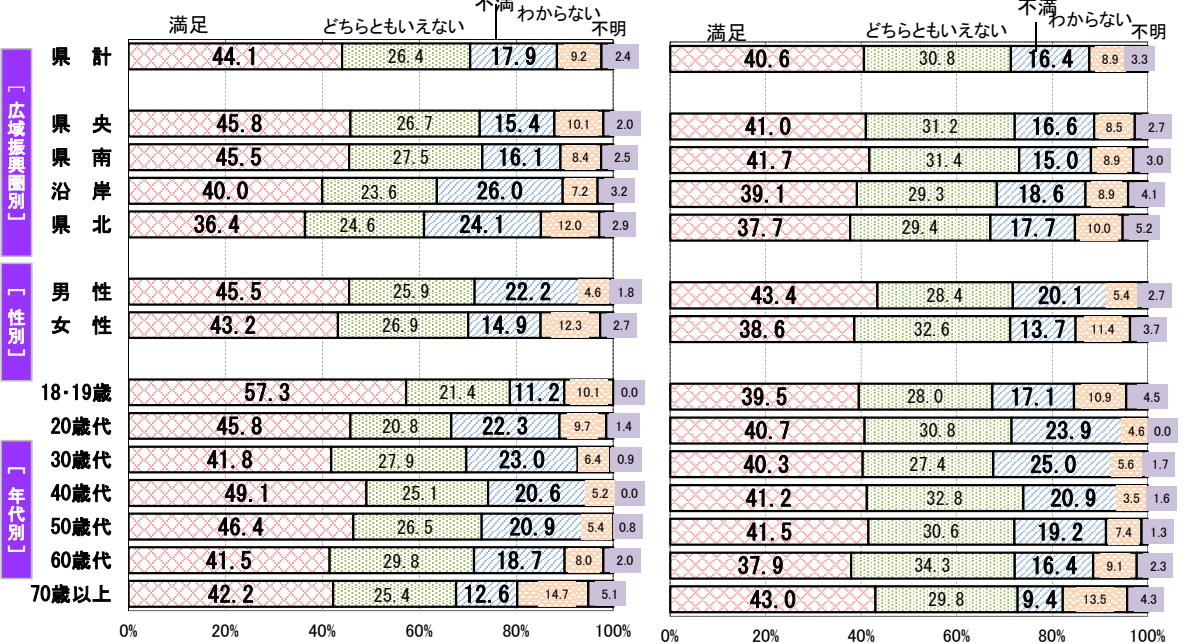 満足 どちらともいえない 不満 わからない 不明 満足 どちらともいえない 不満 わからない 不明
県 計 44.1 26.4 17.9 9.2 2.4 40.6 30.8 16.4 8.9 3.3
[広域振興圏別]
県 央 45.8 26.7 15.4 10.1 2.0 41.0 31.2 16.6 8.5 2.7
県 南 45.5 27.5 16.1 8.4 2.5 41.7 31.4 15.0 8.9 3.0
沿 岸 40.0 23.6 26.0 7.2 3.2 39.1 29.3 18.6 8.9 4.1
県 北 36.4 24.6 24.1 12.0 2.9 37.7 29.4 17.7 10.0 5.2
[性別]
男 性 45.5 25.9 22.2 4.6 1.8 43.4 28.4 20.1 5.4 2.7
女 性 43.2 26.9 14.9 12.3 2.7 38.6 32.6 13.7 11.4 3.7
[年代別]
18・19歳 57.3 21.4 11.2 10.1 0.0 39.5 28.0 17.1 10.9 4.5
20歳代 45.8 20.8 22.3 9.7 1.4 40.7 30.8 23.9 4.6 0.0
30歳代 41.8 27.9 23.0 6.4 0.9 40.3 27.4 25.0 5.6 1.7
40歳代 49.1 25.1 20.6 5.2 0.0 41.2 32.8 20.9 3.5 1.6
50歳代 46.4 26.5 20.9 5.4 0.8 41.5 30.6 19.2 7.4 1.3
60歳代 41.5 29.8 18.7 8.0 2.0 37.9 34.3 16.4 9.1 2.3
70歳以上 42.2 25.4 12.6 14.7 5.1 43.0 29.8 9.4 13.5 4.3
0% 20% 40% 60% 80% 100% 0% 20% 40% 60% 80% 100%